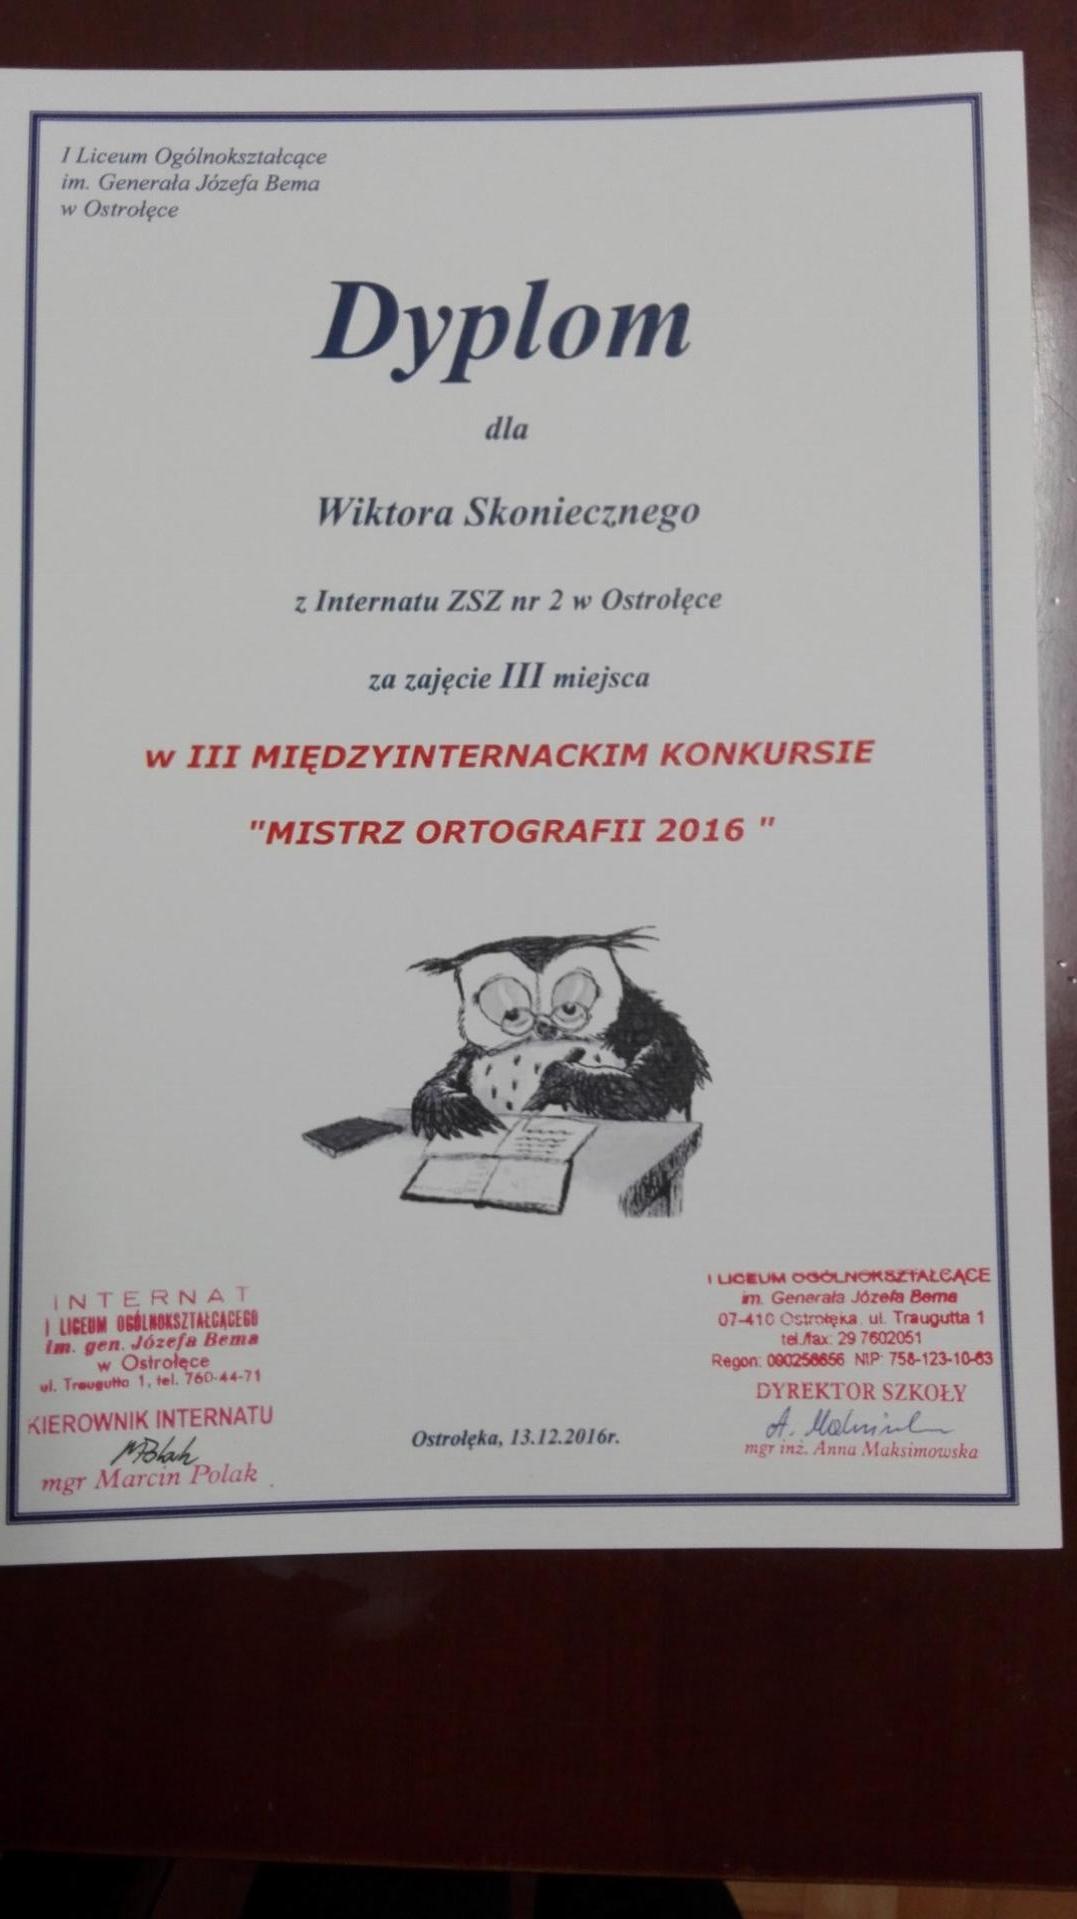 I Liceum Ogólnokształcące
im. Generała Józefa Bema
w Ostrołęce
Dyplom
dla
Wiktora Skoniecznego
z Internatu ZSZ nr 2 w Ostrołęce
za zajęcie III miejsca
w III MIĘDZYINTERNACKIM KONKURSIE
"MISTRZ ORTOGRAFII 2016 "
INTERNAT
I LICEUM OGÓLNOKSZTAŁCĄCEGO
im. gen. Józefa Bema
w Ostrołęce
ul. Traugutta 1, tel. 760-44-71
KIEROWNIK INTERNATU
mgr Marcin Polak
Ostrołęka, 13.12.2016r.
I LICEUM OGÓLNOKSZTAŁCĄCE
im. Generała Józefa Bema
07-410 Ostrołęka, ul. Traugutta 1
tel./fax: 29 7602051
Regon: 000256656 NIP: 758-123-10-63
DYREKTOR SZKOŁY
mgr inż. Anna Maksimowska